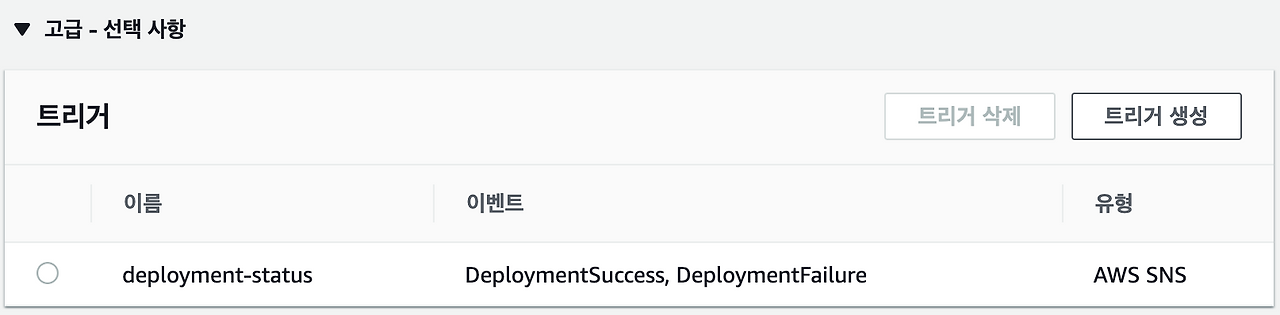 고급 - 선택 사항
트리거
트리거 삭제
트리거 생성
이름 이벤트 유형
deployment-status DeploymentSuccess, DeploymentFailure AWS SNS